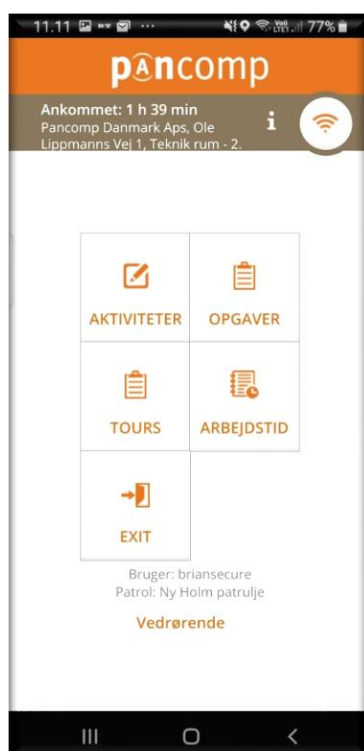 11.11 77%
pancomp
Ankommet: 1 h 39 min
Pancomp Danmark Aps, Ole
Lippmanns Vej 1, Teknik rum - 2.
AKTIVITETER OPGAVER
TOURS ARBEJDSTID
EXIT
Bruger: briansecure
Patrol: Ny Holm patrulje
Vedrørende